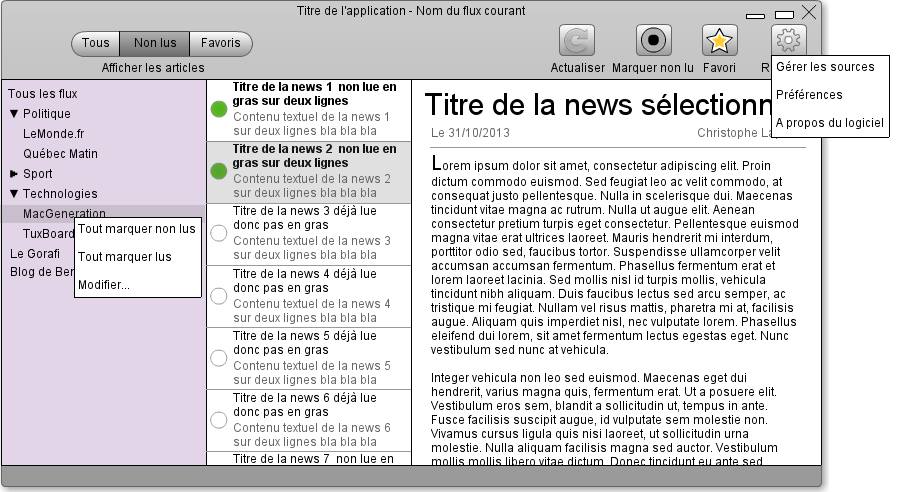 Titre de l'application - Nom du flux courant
Tous
Non lus
Favoris
Afficher les articles
Actualiser
Marquer non lu
Favori
R
Gérer les sources
Préférences
A propos du logiciel
Tous les flux
▼ Politique
LeMonde.fr
Québec Matin
▶ Sport
▼ Technologies
MacGeneration
TuxBoard
Le Gorafi
Blog de Ber
Tout marquer non lus
Tout marquer lus
Modifier...
Titre de la news 1 non lue en
gras sur deux lignes
Contenu textuel de la news 1
sur deux lignes bla bla bla
Titre de la news 2 non lue en
gras sur deux lignes
Contenu textuel de la news 2
sur deux lignes bla bla bla
Titre de la news 3 déjà lue
donc pas en gras
Contenu textuel de la news 3
sur deux lignes bla bla bla
Titre de la news 4 déjà lue
donc pas en gras
Contenu textuel de la news 4
sur deux lignes bla bla bla
Titre de la news 5 déjà lue
donc pas en gras
Contenu textuel de la news 5
sur deux lignes bla bla bla
Titre de la news 6 déjà lue
donc pas en gras
Contenu textuel de la news 6
sur deux lignes bla bla bla
Titre de la news 7 non lue en
Titre de la news sélectionn
Le 31/10/2013
Christophe La
Lorem ipsum dolor sit amet, consectetur adipiscing elit. Proin
dictum commodo euismod. Sed feugiat leo ac velit commodo, at
consequat justo pellentesque. Nulla in scelerisque dui. Maecenas
tincidunt vitae magna ac rutrum. Nulla ut augue elit. Aenean
consectetur pretium turpis eget consectetur. Pellentesque euismod
magna vitae erat ultrices laoreet. Mauris hendrerit mi interdum,
porttitor odio sed, faucibus tortor. Suspendisse ullamcorper velit
accumsan accumsan fermentum. Phasellus fermentum erat et
lorem laoreet lacinia. Sed mollis nisl id turpis mollis, vehicula
tincidunt nibh aliquam. Duis faucibus lectus sed arcu semper, ac
tristique mi feugiat. Nullam vel risus mattis, pharetra mi at, facilisis
augue. Aliquam quis imperdiet nisl, nec vulputate lorem. Phasellus
eleifend dui lorem, sit amet fermentum lectus egestas eget. Nunc
vestibulum sed nunc at vehicula.
Integer vehicula non leo sed euismod. Maecenas eget dui
hendrerit, varius magna quis, fermentum erat. Ut a posuere elit.
Vestibulum eros sem, blandit a sollicitudin ut, tempus in ante.
Fusce facilisis suscipit augue, id vulputate sem molestie non.
Vivamus cursus ligula quis nisi laoreet, ut sollicitudin urna
molestie. Nulla aliquam facilisis magna sed auctor. Vestibulum
mollis mollis libero vitae dictum. Donec tincidunt eu ante sed